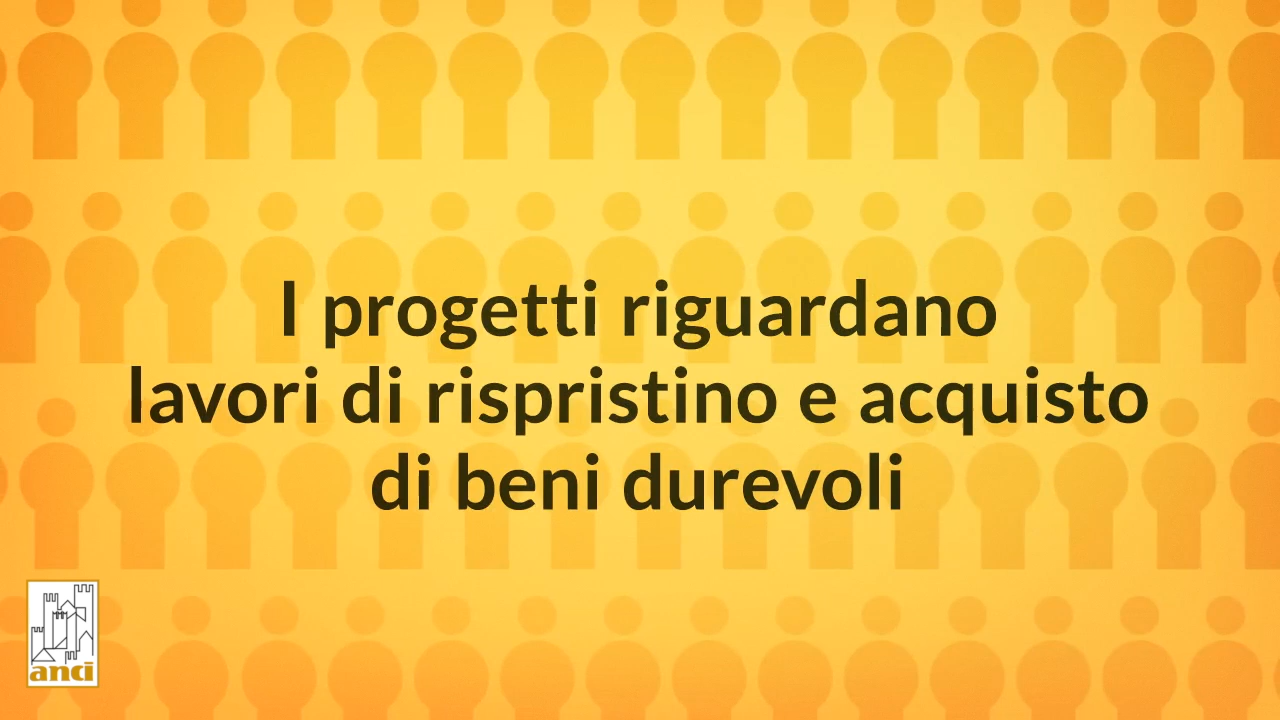 I progetti riguardano
lavori di rispristino e acquisto
di beni durevoli
anci